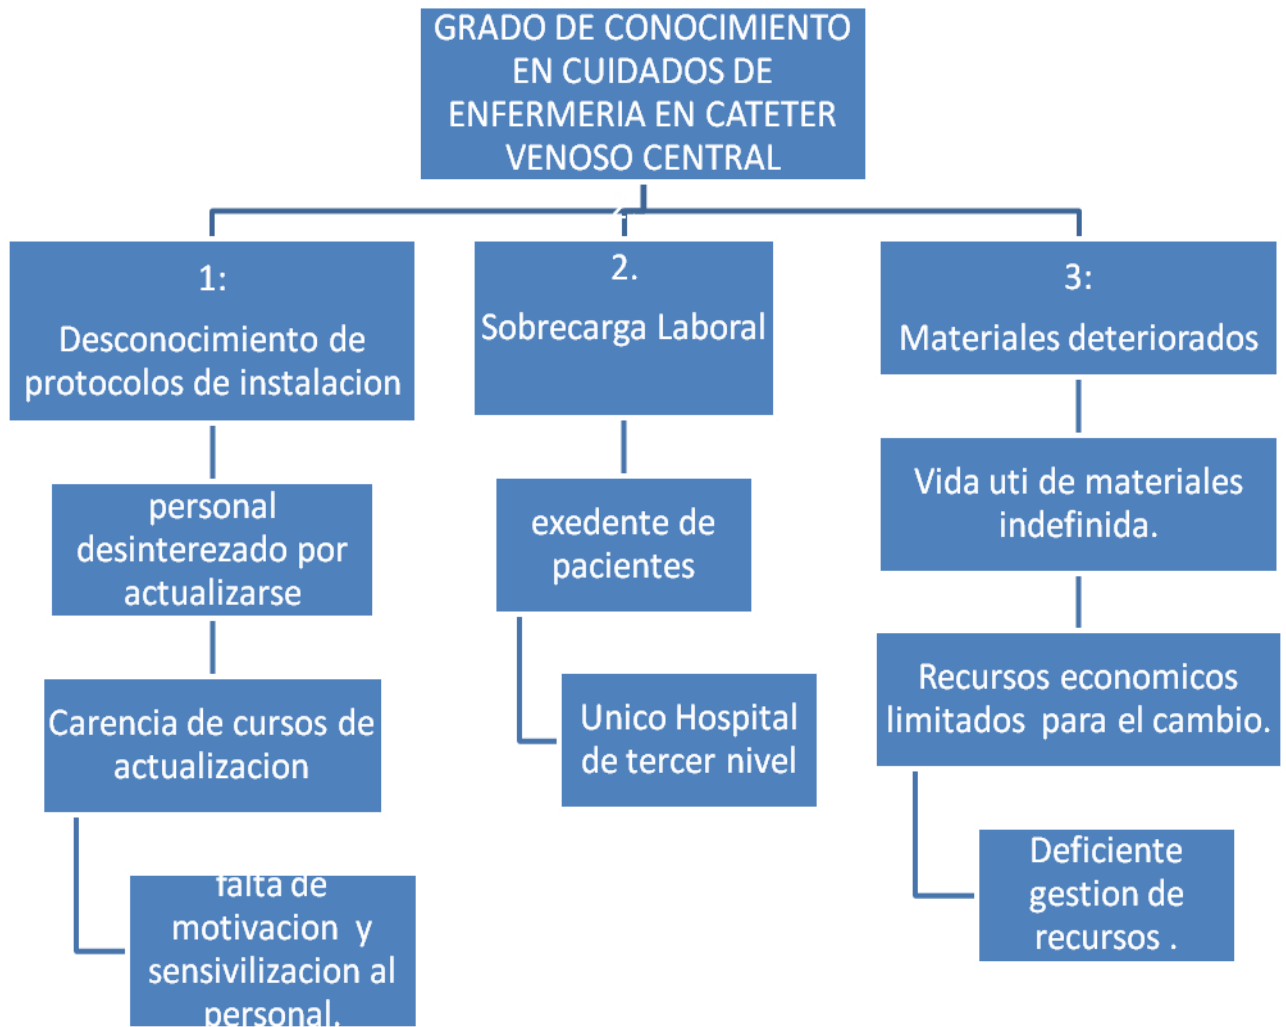 GRADO DE CONOCIMIENTO
EN CUIDADOS DE
ENFERMERIA EN CATETER
VENOSO CENTRAL
1:
Desconocimiento de
protocolos de instalacion
personal
desinterezado por
actualizarse
Carencia de cursos de
actualizacion
falta de
motivacion y
sensivilizacion al
personal.
2.
Sobrecarga Laboral
exedente de
pacientes
Unico Hospital
de tercer nivel
3:
Materiales deteriorados
Vida uti de materiales
indefinida.
Recursos economicos
limitados para el cambio.
Deficiente
gestion de
recursos .